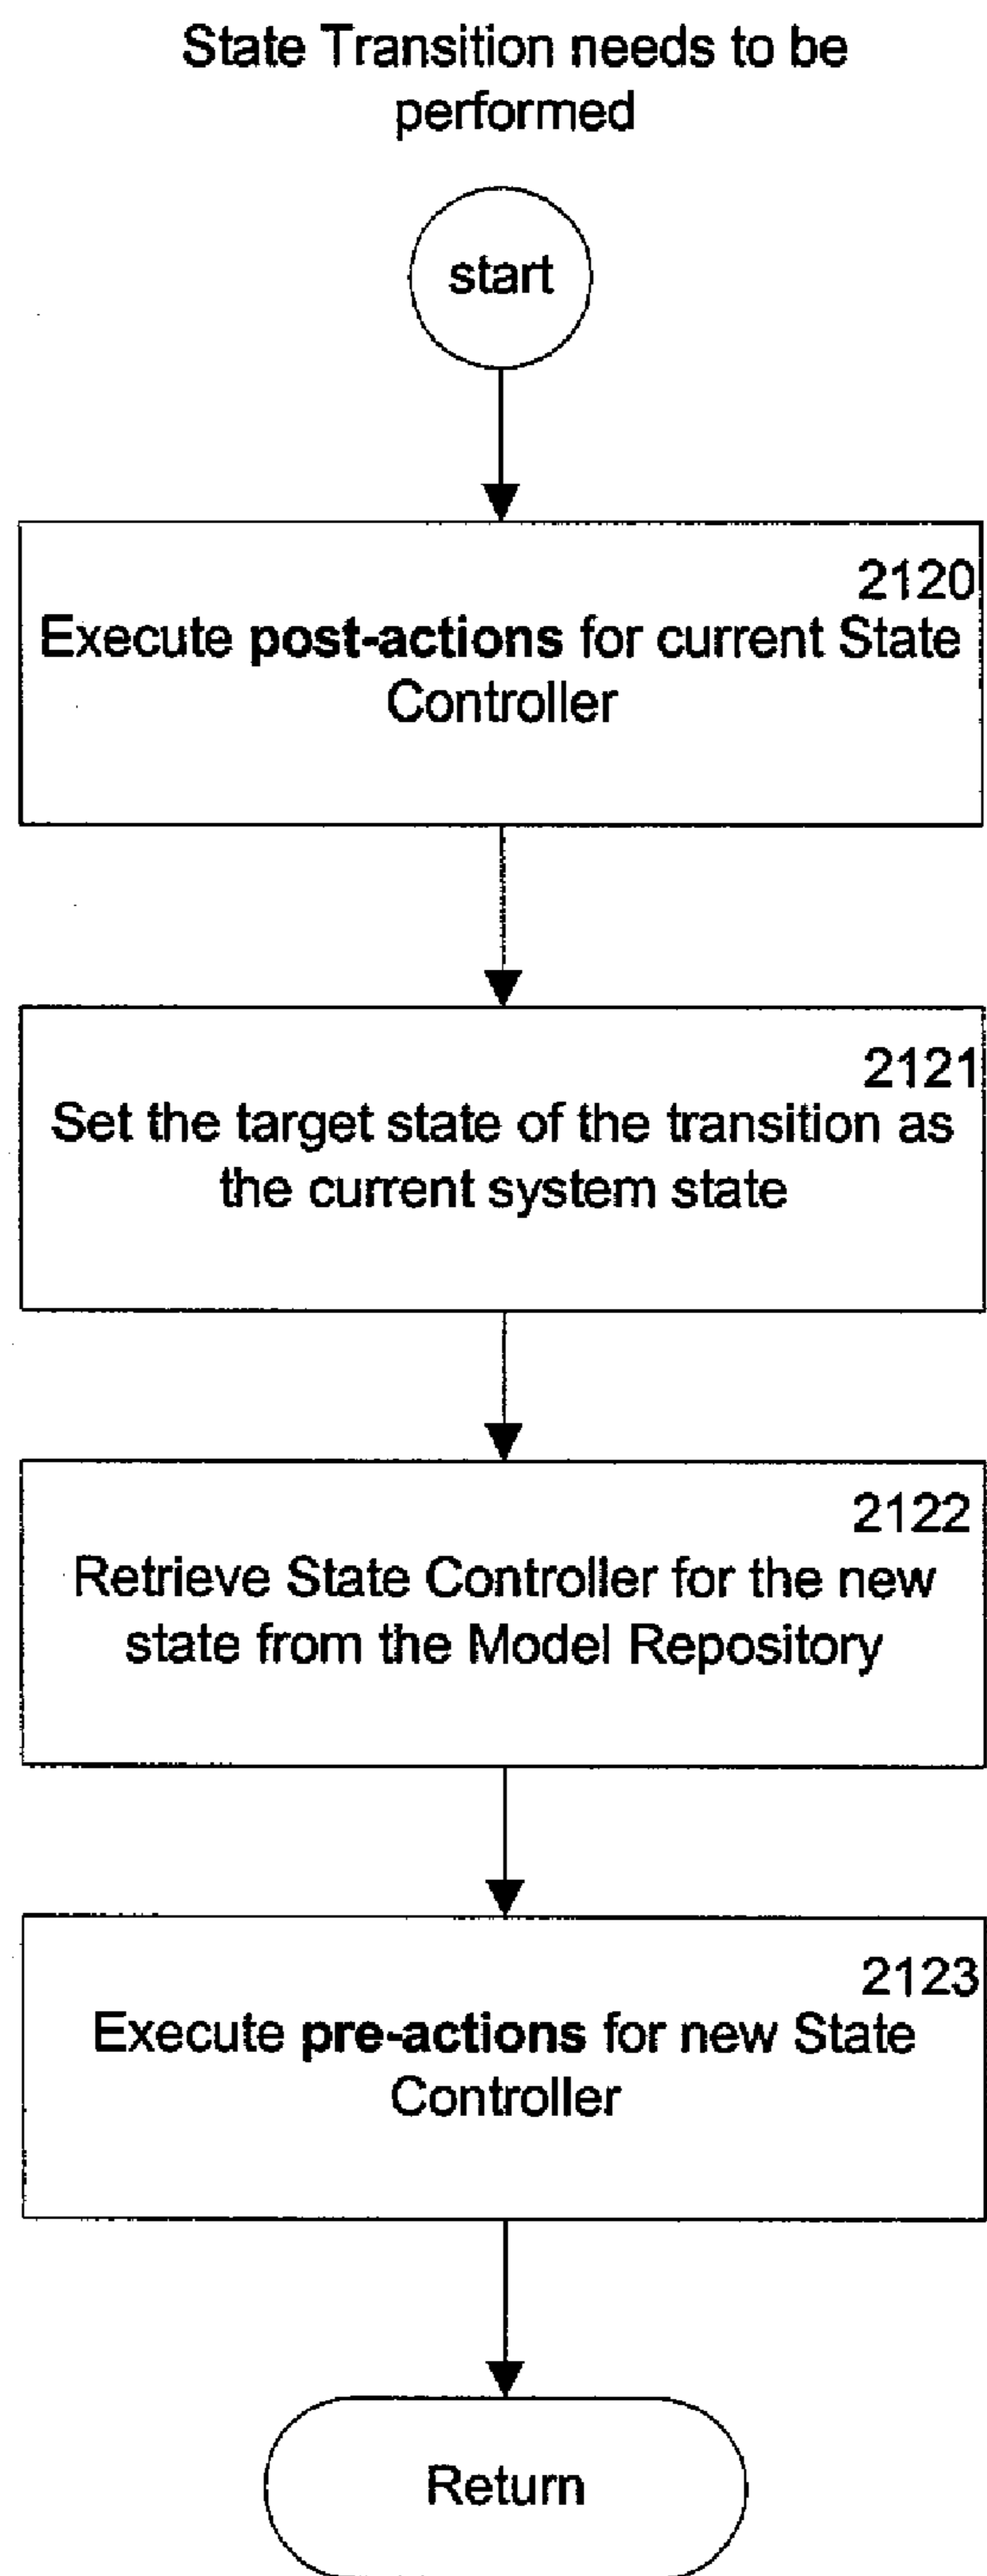 State Transition needs to be
performed
start
2120
Execute post-actions for current State
Controller
2121
Set the target state of the transition as
the current system state
2122
Retrieve State Controller for the new
state from the Model Repository
2123
Execute pre-actions for new State
Controller
Return